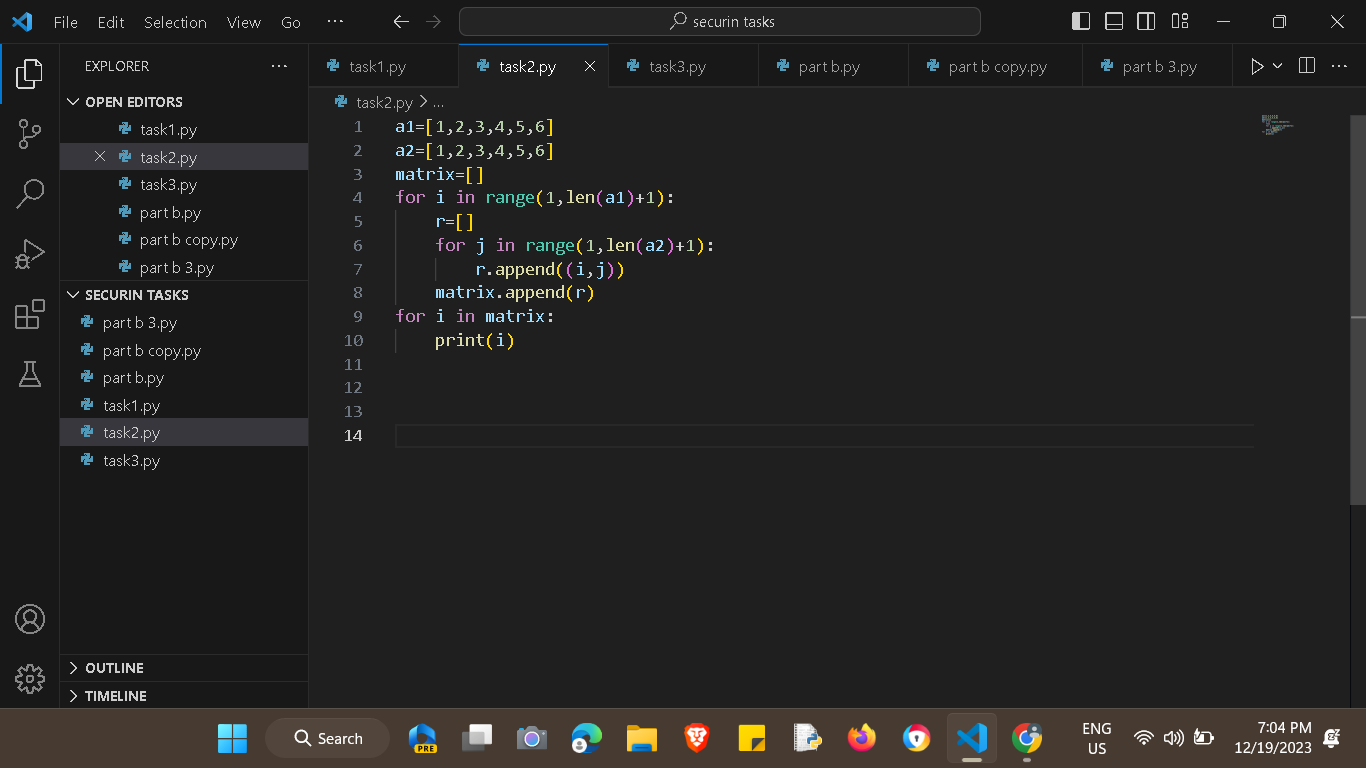 File Edit Selection View Go ··· securin tasks
EXPLORER ···
OPEN EDITORS
task1.py
task2.py
task3.py
part b.py
part b copy.py
part b 3.py
SECURIN TASKS
part b 3.py
part b copy.py
part b.py
task1.py
task2.py
task3.py
OUTLINE
TIMELINE
task1.py task2.py task3.py part b.py part b copy.py part b 3.py ···
task2.py > ...
1 a1=[1,2,3,4,5,6]
2 a2=[1,2,3,4,5,6]
3 matrix=[]
4 for i in range(1,len(a1)+1):
5     r=[]
6     for j in range(1,len(a2)+1):
7         r.append((i,j))
8     matrix.append(r)
9 for i in matrix:
10     print(i)
11
12
13
14
Search
PRE
ENG
US
7:04 PM
12/19/2023